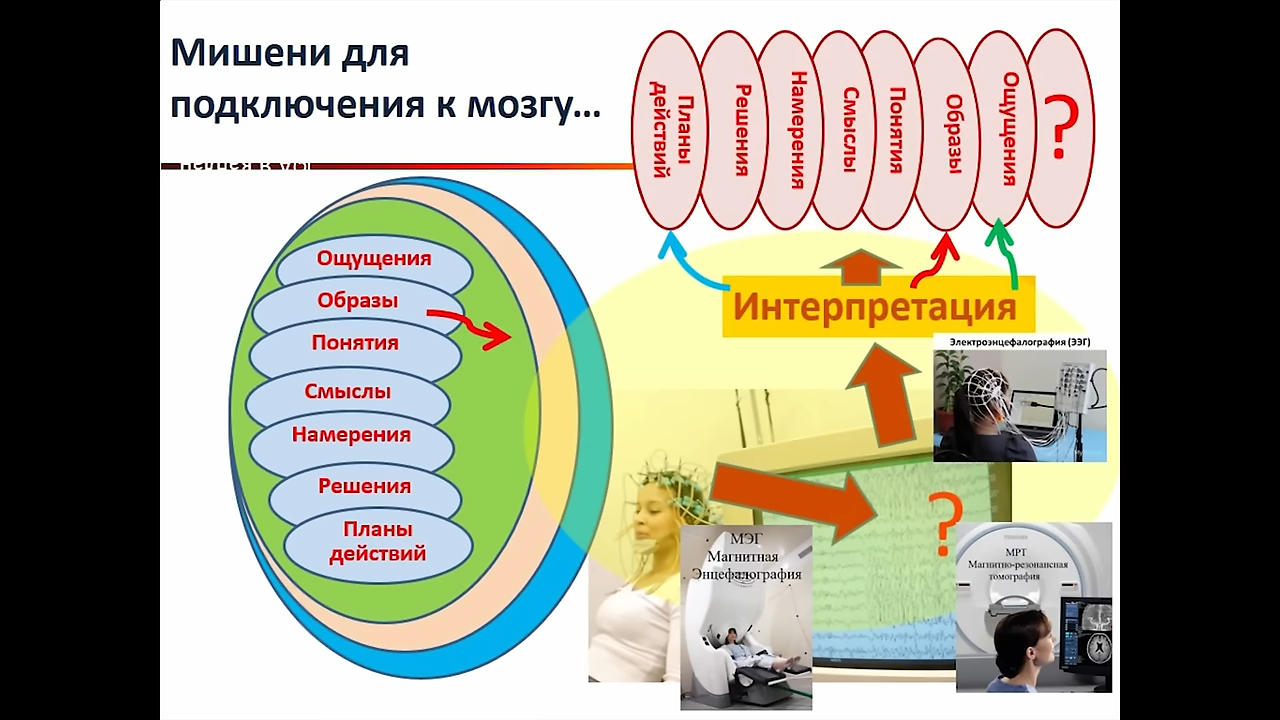 Мишени для
подключения к мозгу...
Планы
действий
Решения
Намерения
Смыслы
Понятия
Образы
Ощущения
?
Ощущения
Образы
Понятия
Смыслы
Намерения
Решения
Планы
действий
Интерпретация
Электроэнцефалография (ЭЭГ)
?
МЭГ
Магнитная
Энцефалография
МРТ
Магнитно-резонансная
томография